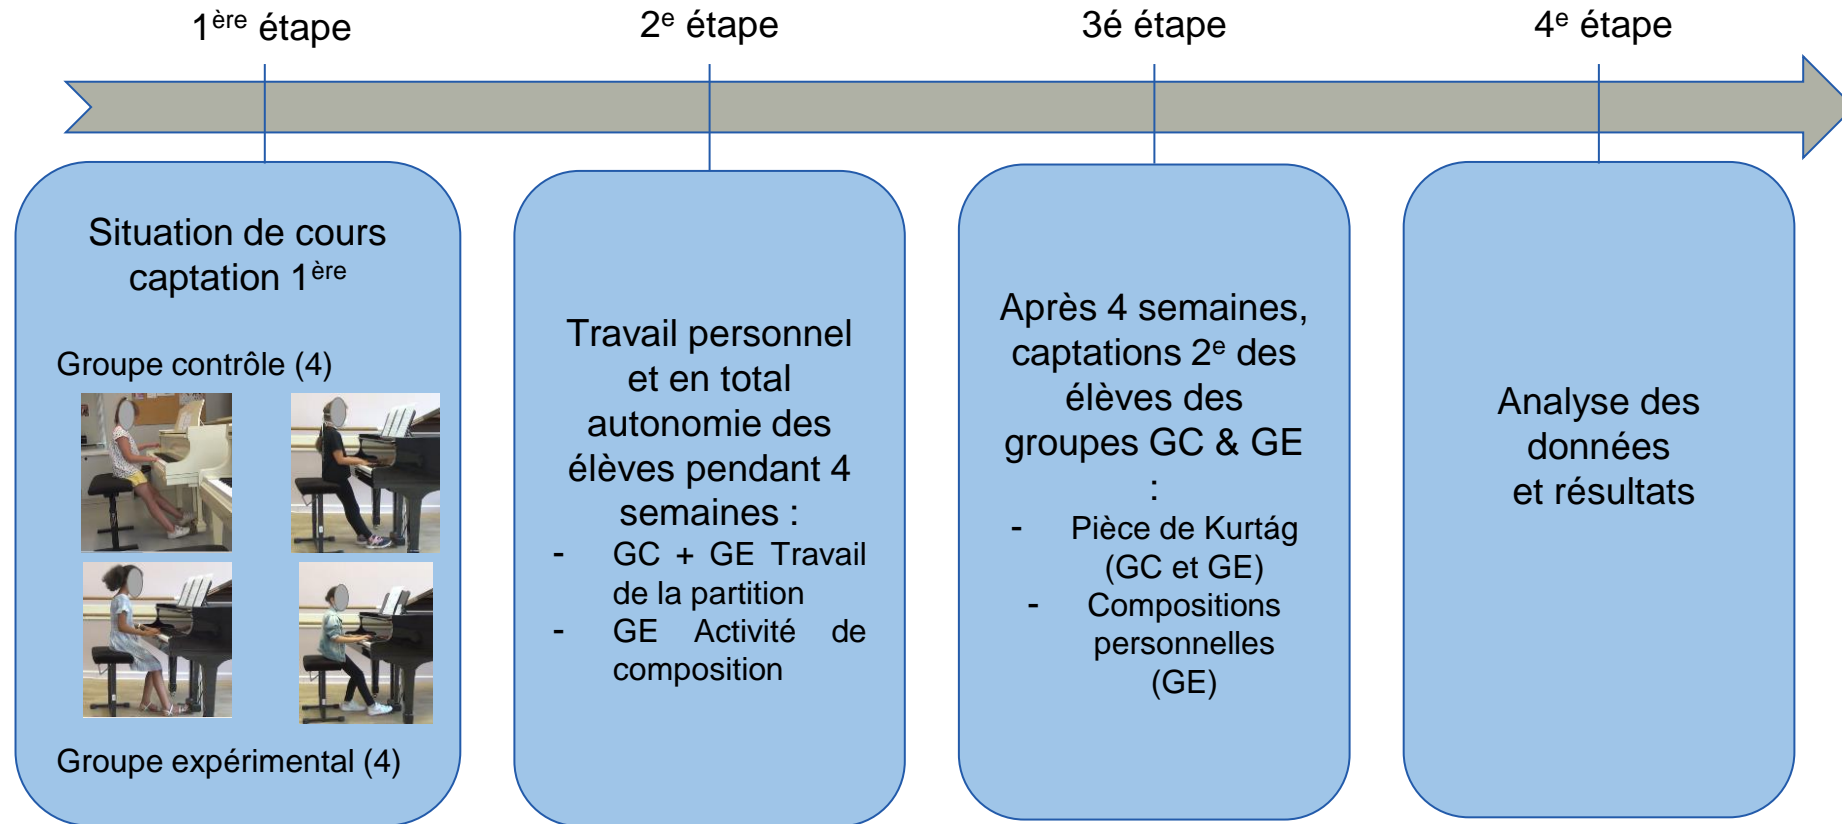 1ère étape
2e étape
3é étape
4e étape
Situation de cours
captation 1ère
Groupe contrôle (4)
Groupe expérimental (4)
Travail personnel
et en total
autonomie des
élèves pendant 4
semaines :
- GC + GE Travail
de la partition
- GE Activité de
composition
Après 4 semaines,
captations 2e des
élèves des
groupes GC & GE
:
- Pièce de Kurtág
(GC et GE)
- Compositions
personnelles
(GE)
Analyse des
données
et résultats